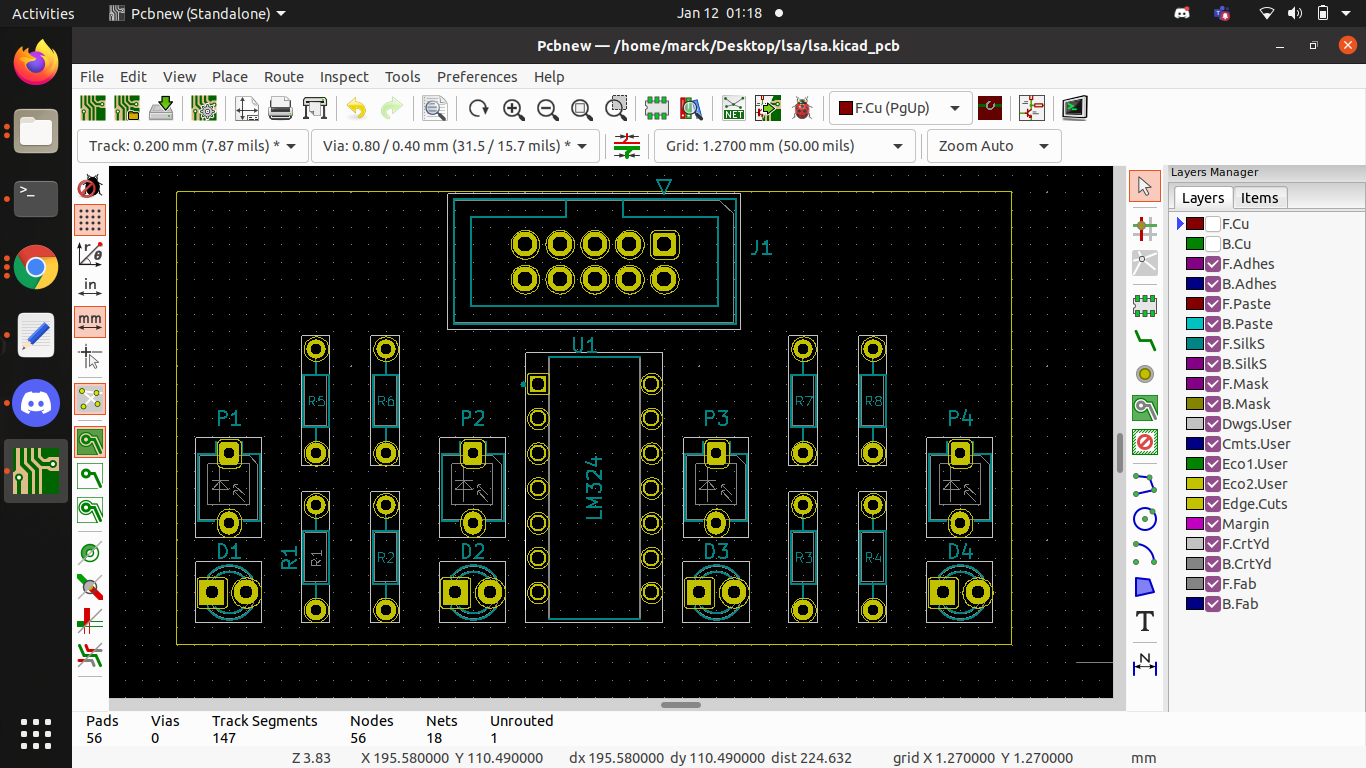 Activities Pcbnew (Standalone) Jan 12 01:18
Pcbnew — /home/marck/Desktop/lsa/lsa.kicad_pcb
File Edit View Place Route Inspect Tools Preferences Help
NET F.Cu (PgUp)
Track: 0.200 mm (7.87 mils) * Via: 0.80 / 0.40 mm (31.5 / 15.7 mils) * Grid: 1.2700 mm (50.00 mils) Zoom Auto
Layers Manager
Layers Items
F.Cu
B.Cu
F.Adhes
B.Adhes
F.Paste
B.Paste
F.SilkS
B.SilkS
F.Mask
B.Mask
Dwgs.User
Cmts.User
Eco1.User
Eco2.User
Edge.Cuts
Margin
F.CrtYd
B.CrtYd
F.Fab
B.Fab
in
mm
J1
U1
R5 R6 R7 R8
P1 P2 P3 P4
LM324
D1 D2 D3 D4
R1 R1 R2 R3 R4
T
N
Pads Vias Track Segments Nodes Nets Unrouted
56 0 147 56 18 1
Z 3.83 X 195.580000 Y 110.490000 dx 195.580000 dy 110.490000 dist 224.632 grid X 1.270000 Y 1.270000 mm